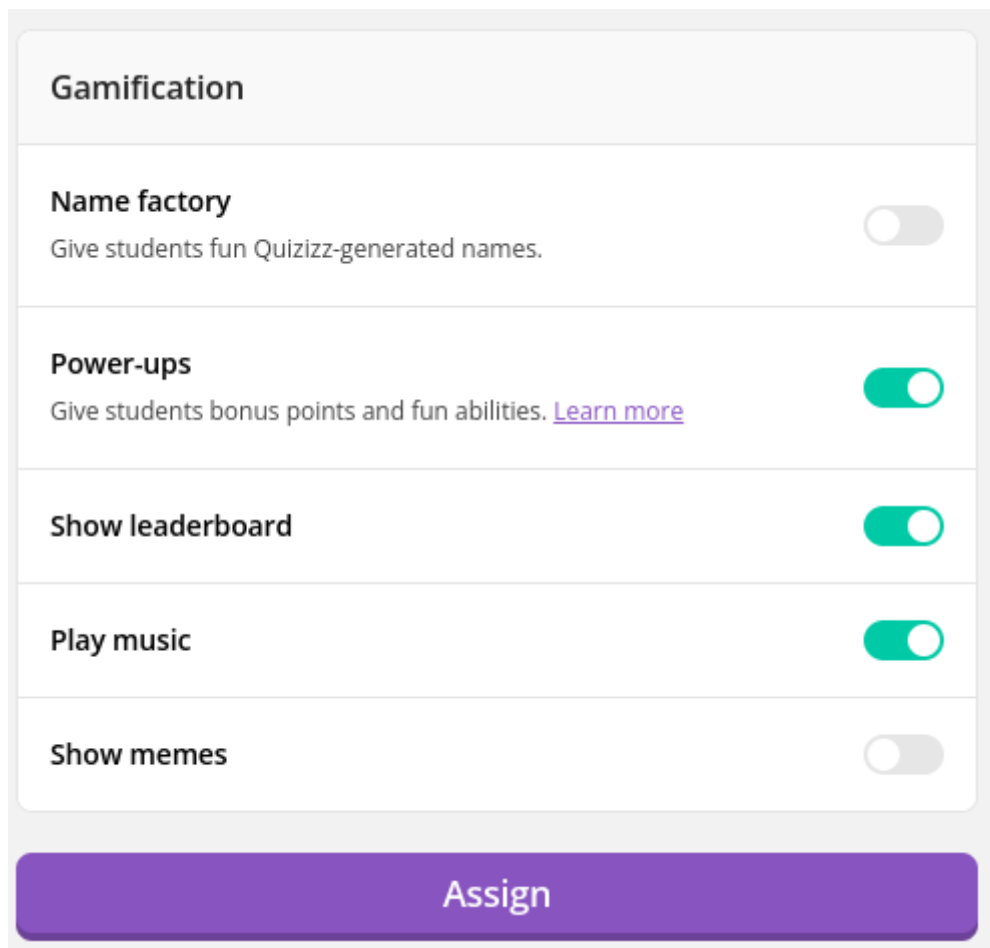 Gamification
Name factory
Give students fun Quizizz-generated names.
Power-ups
Give students bonus points and fun abilities. Learn more
Show leaderboard
Play music
Show memes
Assign